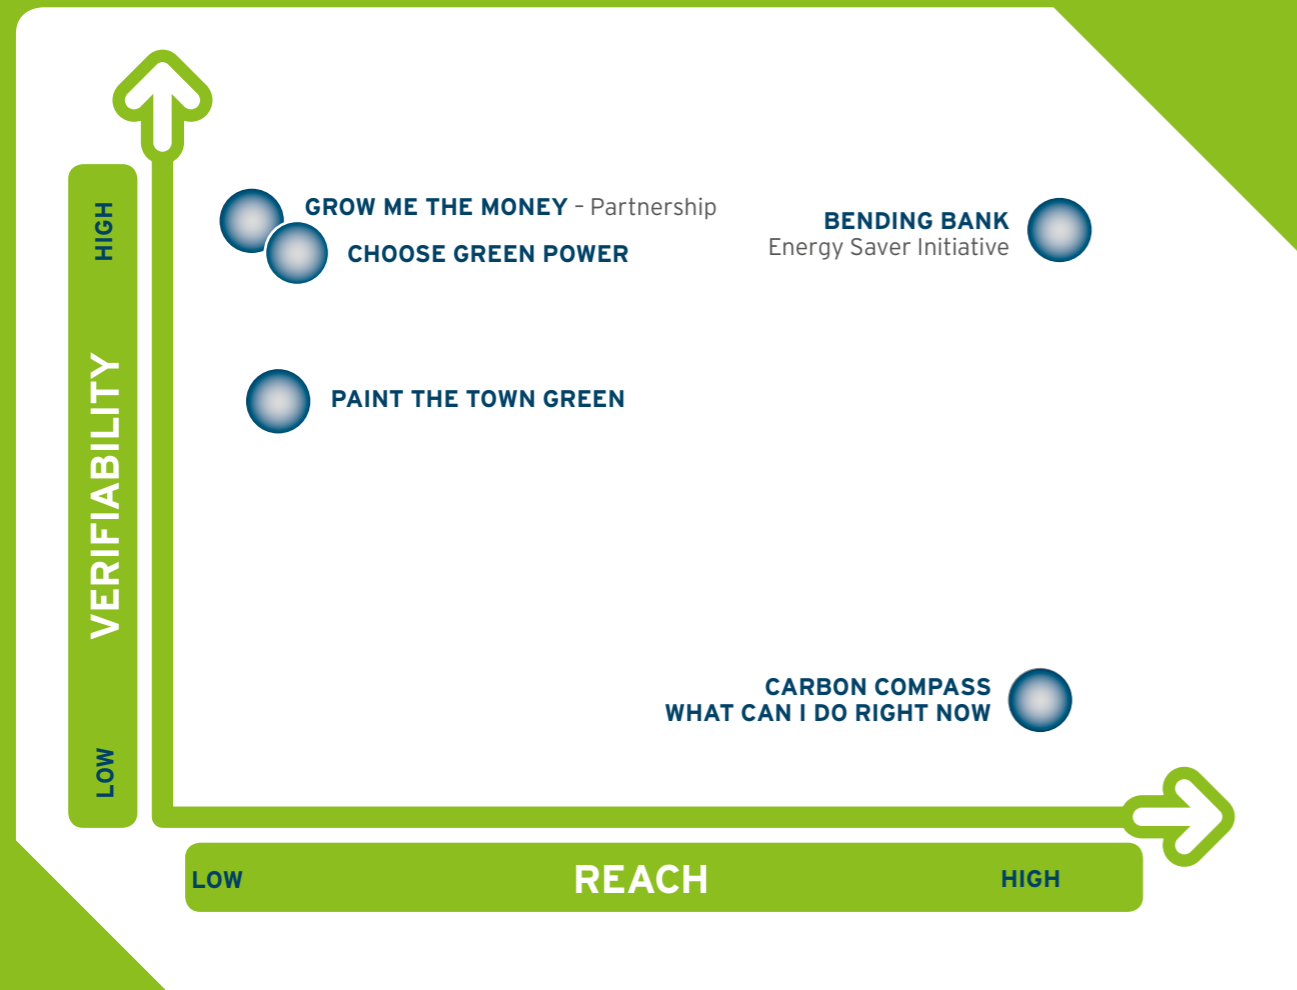 HIGH
VERIFIABILITY
LOW
GROW ME THE MONEY – Partnership
CHOOSE GREEN POWER
BENDING BANK
Energy Saver Initiative
PAINT THE TOWN GREEN
CARBON COMPASS
WHAT CAN I DO RIGHT NOW
LOW
REACH
HIGH